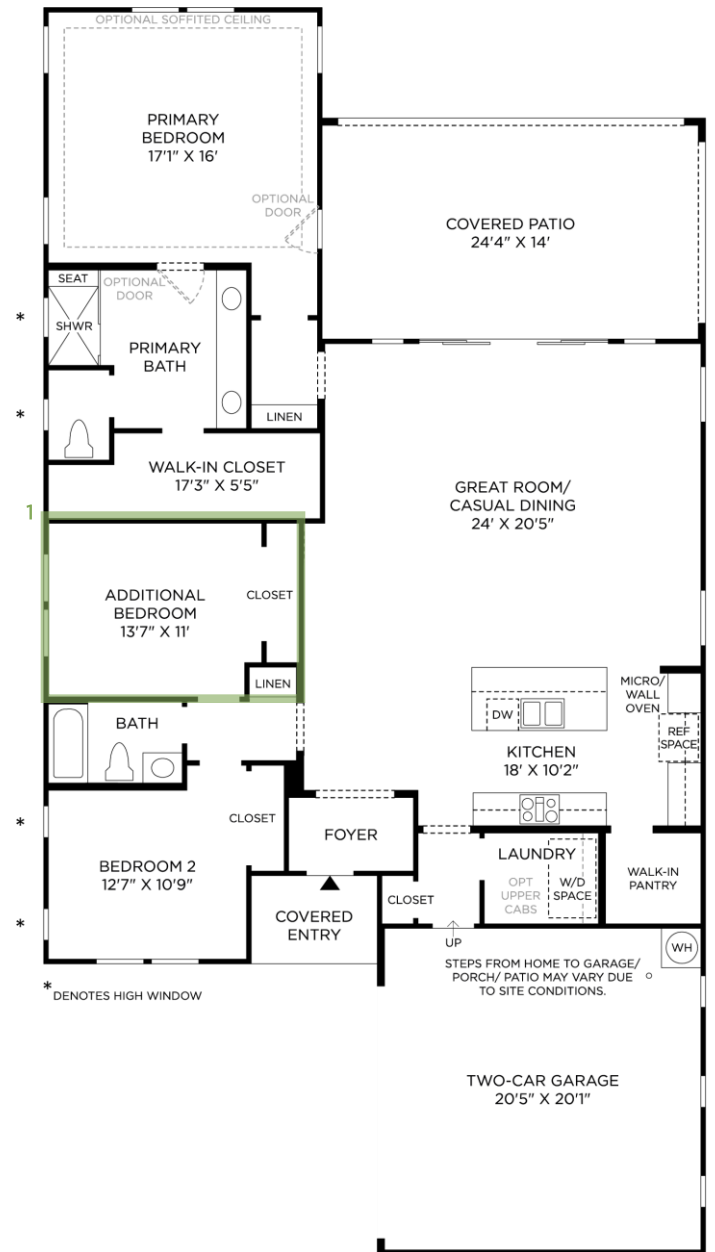 OPTIONAL SOFFITED CEILING
PRIMARY
BEDROOM
17'1" X 16'
OPTIONAL
DOOR
COVERED PATIO
24'4" X 14'
SEAT
OPTIONAL
DOOR
*
SHWR
PRIMARY
BATH
*
LINEN
WALK-IN CLOSET
17'3" X 5'5"
GREAT ROOM/
CASUAL DINING
24' X 20'5"
1
ADDITIONAL
BEDROOM
13'7" X 11'
CLOSET
LINEN
MICRO/
WALL
OVEN
DW
REF
SPACE
BATH
KITCHEN
18' X 10'2"
*
CLOSET
FOYER
BEDROOM 2
12'7" X 10'9"
LAUNDRY
OPT
UPPER
CABS
W/D
SPACE
WALK-IN
PANTRY
CLOSET
*
COVERED
ENTRY
UP
WH
STEPS FROM HOME TO GARAGE/
PORCH/ PATIO MAY VARY DUE
TO SITE CONDITIONS.
*DENOTES HIGH WINDOW
TWO-CAR GARAGE
20'5" X 20'1"